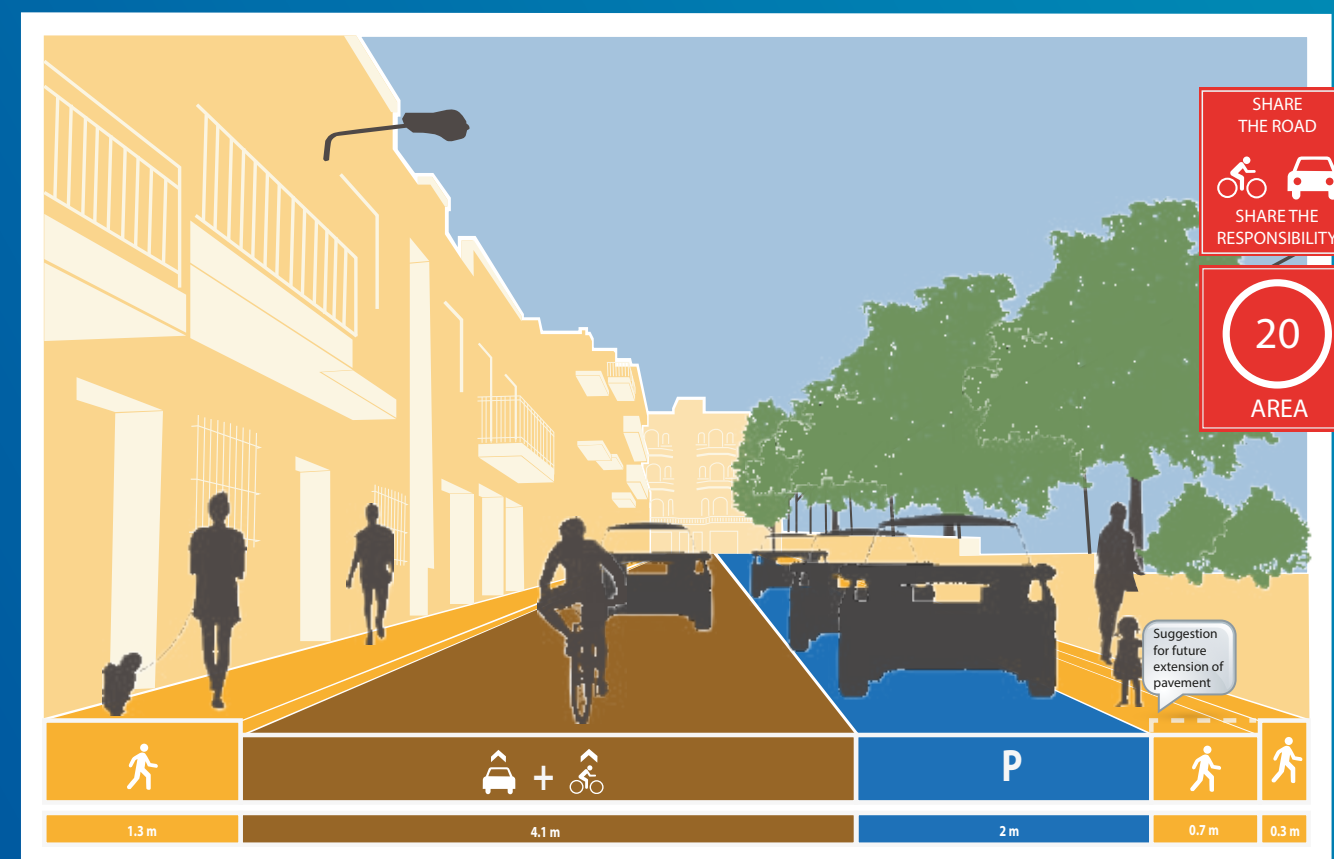 SHARE
THE ROAD
SHARE THE
RESPONSIBILITY
20
AREA
Suggestion
for future
extension of
pavement
+
P
1.3 m
4.1 m
2 m
0.7 m
0.3 m